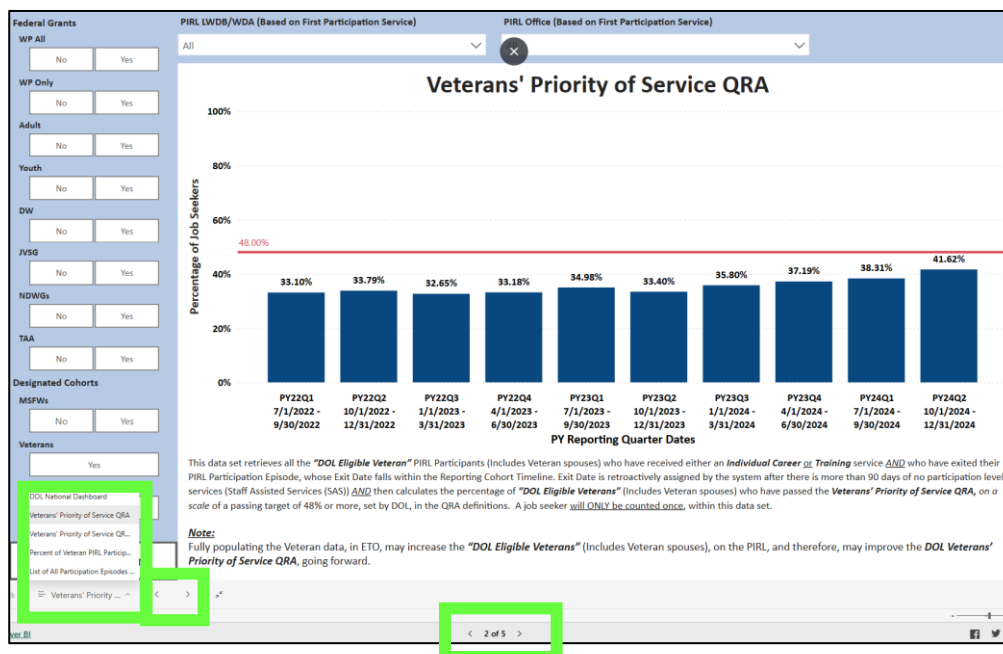 Federal Grants
WP All
No Yes
WP Only
No Yes
Adult
No Yes
Youth
No Yes
DW
No Yes
JVSG
No Yes
NDWGs
No Yes
TAA
No Yes
Designated Cohorts
MSFWs
No Yes
Veterans
Yes
DOL National Dashboard
Veterans' Priority of Service QRA
Veterans' Priority of Service QR...
Percent of Veteran PIRL Particip...
List of All Participation Episodes ...
Veterans' Priority ...
PIRL LWDB/WDA (Based on First Participation Service)
All
PIRL Office (Based on First Participation Service)
Veterans' Priority of Service QRA
Percentage of Job Seekers
100%
80%
60%
40%
20%
0%
48.00%
33.10% 33.79% 32.65% 33.18% 34.98% 33.40% 35.80% 37.19% 38.31% 41.62%
PY22Q1 PY22Q2 PY22Q3 PY22Q4 PY23Q1 PY23Q2 PY23Q3 PY23Q4 PY24Q1 PY24Q2
7/1/2022 - 10/1/2022 - 1/1/2023 - 4/1/2023 - 7/1/2023 - 10/1/2023 - 1/1/2024 - 4/1/2024 - 7/1/2024 - 10/1/2024 -
9/30/2022 12/31/2022 3/31/2023 6/30/2023 9/30/2023 12/31/2023 3/31/2024 6/30/2024 9/30/2024 12/31/2024
PY Reporting Quarter Dates
This data set retrieves all the "DOL Eligible Veteran" PIRL Participants (Includes Veteran spouses) who have received either an Individual Career or Training service AND who have exited their
PIRL Participation Episode, whose Exit Date falls within the Reporting Cohort Timeline. Exit Date is retroactively assigned by the system after there is more than 90 days of no participation level
services (Staff Assisted Services (SAS)) AND then calculates the percentage of "DOL Eligible Veterans" (Includes Veteran spouses) who have passed the Veterans' Priority of Service QRA, on a
scale of a passing target of 48% or more, set by DOL, in the QRA definitions. A job seeker will ONLY be counted once, within this data set.
Note:
Fully populating the Veteran data, in ETO, may increase the "DOL Eligible Veterans" (Includes Veteran spouses), on the PIRL, and therefore, may improve the DOL Veterans'
Priority of Service QRA, going forward.
wer BI
2 of 5